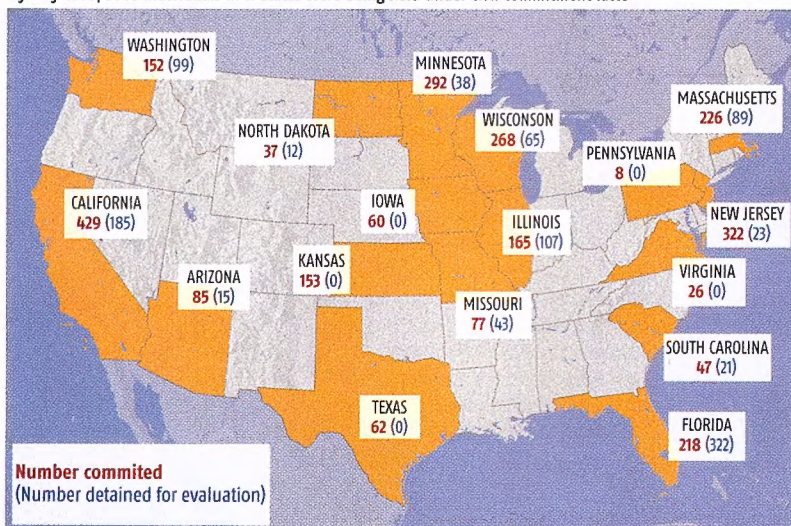 WASHINGTON
152 (99)
MINNESOTA
292 (38)
MASSACHUSETTS
226 (89)
WISCONSON
268 (65)
NORTH DAKOTA
37 (12)
PENNSYLVANIA
8 (0)
CALIFORNIA
429 (185)
IOWA
60 (0)
ILLINOIS
165 (107)
NEW JERSEY
322 (23)
KANSAS
153 (0)
ARIZONA
85 (15)
VIRGINIA
26 (0)
MISSOURI
77 (43)
SOUTH CAROLINA
47 (21)
TEXAS
62 (0)
FLORIDA
218 (322)
Number commited
(Number detained for evaluation)